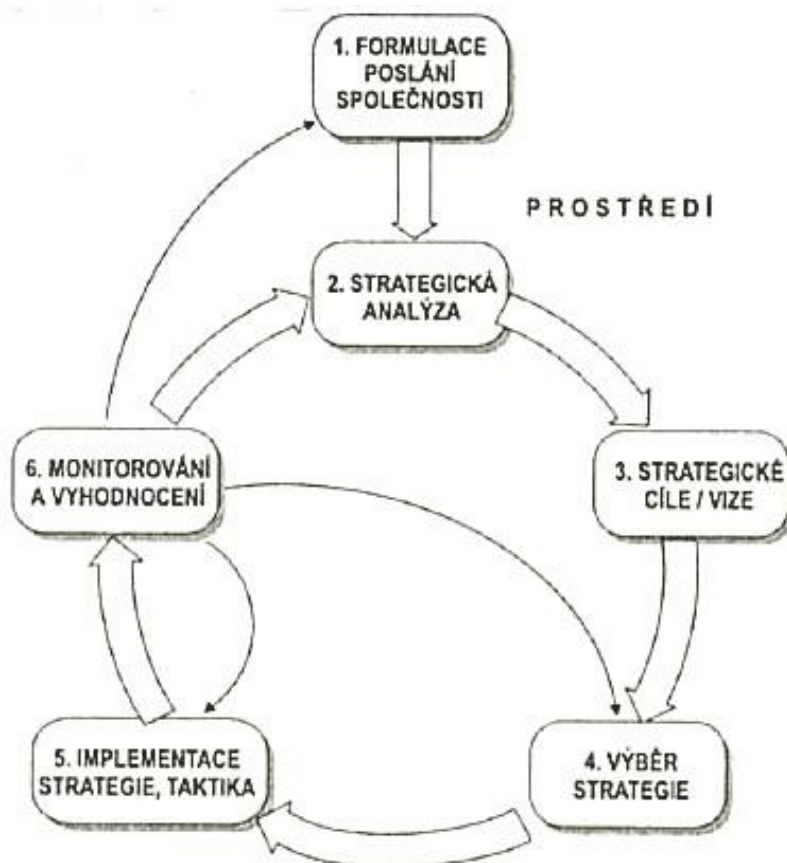 1. FORMULACE
POSLÁNÍ
SPOLEČNOSTI
PROSTŘEDÍ
2. STRATEGICKÁ
ANALÝZA
3. STRATEGICKÉ
CÍLE / VIZE
4. VÝBĚR
STRATEGIE
5. IMPLEMENTACE
STRATEGIE, TAKTIKA
6. MONITOROVÁNÍ
A VYHODNOCENÍ